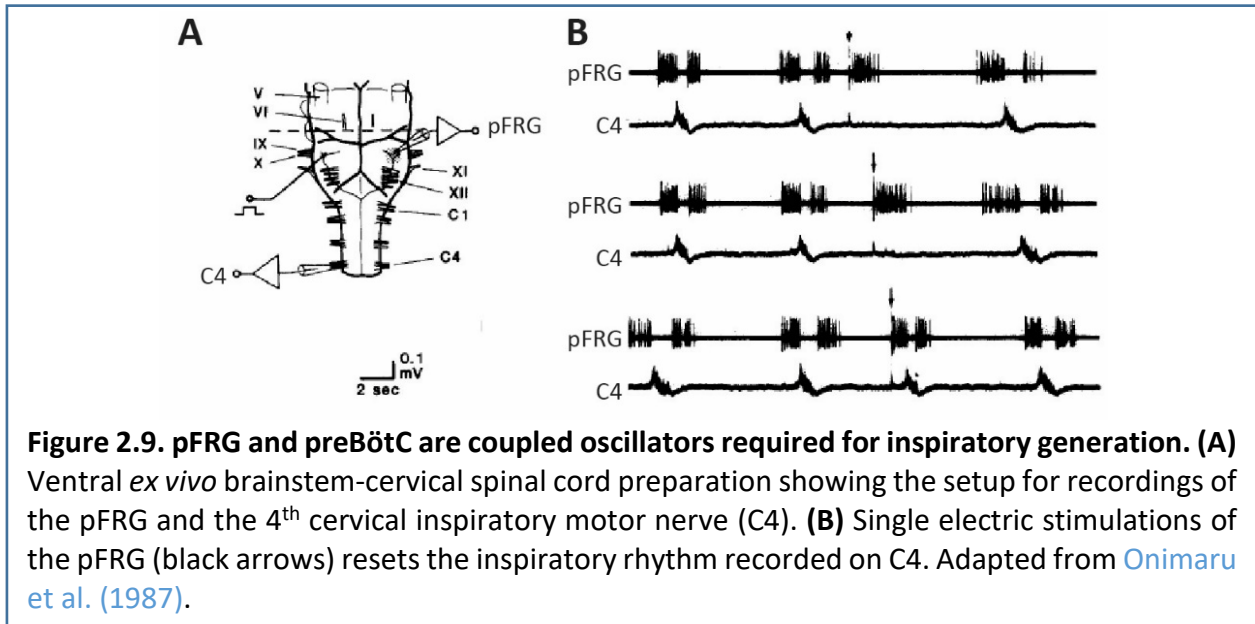 A
B
V
VI
IX
X
pFRG
XI
XII
C1
C4
C4
0.1
mV
2 sec
pFRG
C4
pFRG
C4
pFRG
C4
Figure 2.9. pFRG and preBötC are coupled oscillators required for inspiratory generation. (A)
Ventral ex vivo brainstem-cervical spinal cord preparation showing the setup for recordings of
the pFRG and the 4th cervical inspiratory motor nerve (C4). (B) Single electric stimulations of
the pFRG (black arrows) resets the inspiratory rhythm recorded on C4. Adapted from Onimaru
et al. (1987).